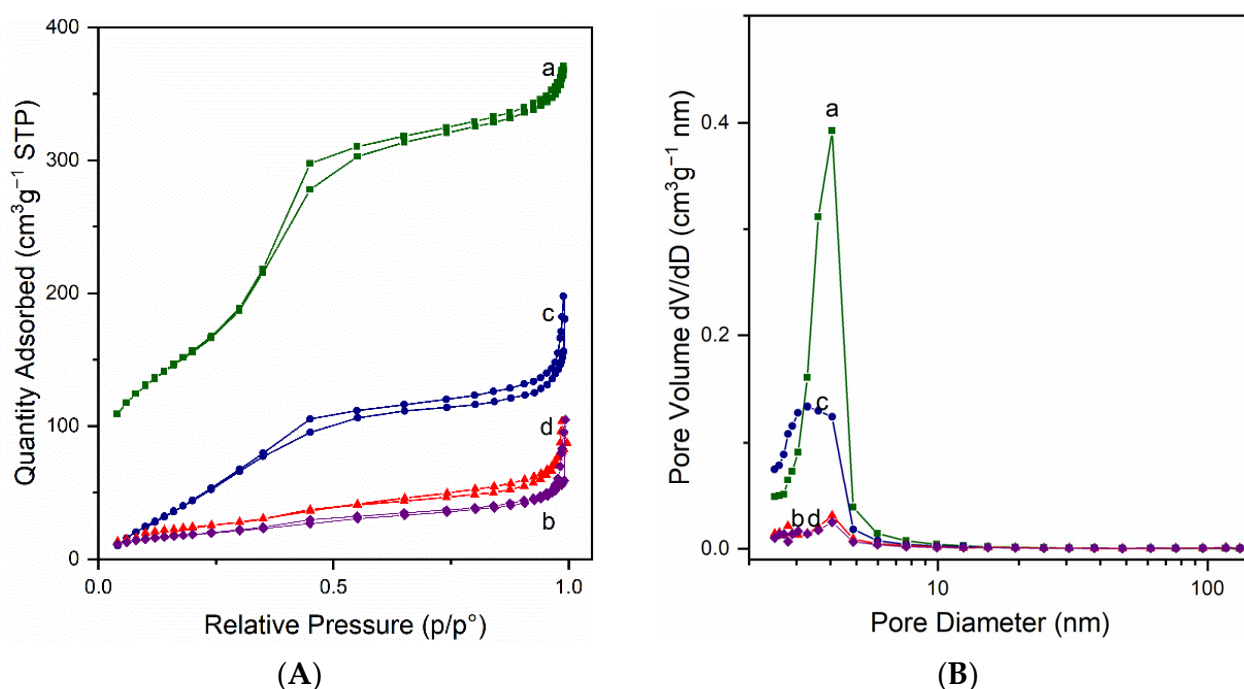 400
300
200
100
0
0.0
0.5
1.0
Quantity Adsorbed (cm³g⁻¹ STP)
Relative Pressure (p/p°)
a
c
d
b
(A)
0.4
0.2
0.0
10
100
Pore Volume dV/dD (cm³g⁻¹ nm)
Pore Diameter (nm)
a
c
b d
(B)